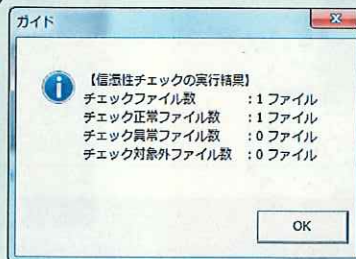 ガイド
【信憑性チェックの実行結果】
チェックファイル数 :1 ファイル
チェック正常ファイル数 :1 ファイル
チェック異常ファイル数 :0 ファイル
チェック対象外ファイル数 :0 ファイル
OK